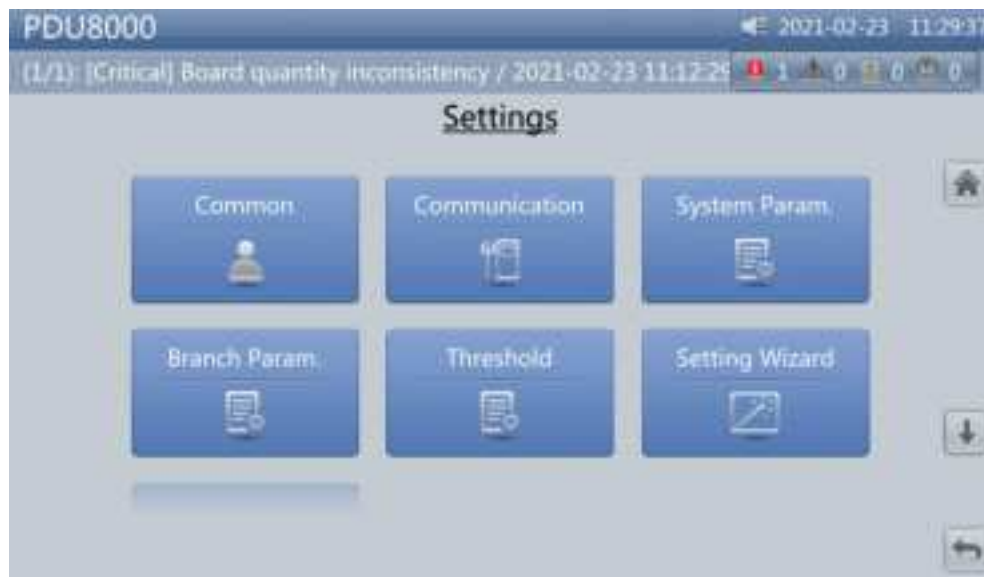 PDU8000 2021-02-23 11:29:37
(1/1): [Critical] Board quantity inconsistency / 2021-02-23 11:12:29 1 0 0 0
Settings
Common Communication System Param.
Branch Param. Threshold Setting Wizard